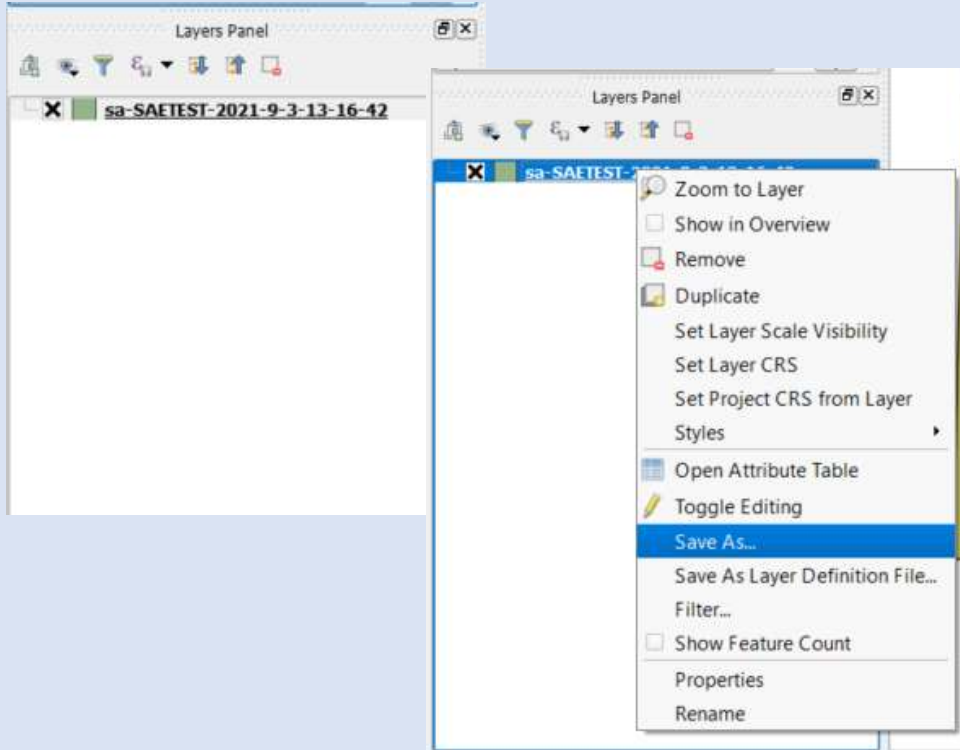 Layers Panel
sa-SAETEST-2021-9-3-13-16-42
Layers Panel
sa-SAETEST-
Zoom to Layer
Show in Overview
Remove
Duplicate
Set Layer Scale Visibility
Set Layer CRS
Set Project CRS from Layer
Styles
Open Attribute Table
Toggle Editing
Save As...
Save As Layer Definition File...
Filter...
Show Feature Count
Properties
Rename